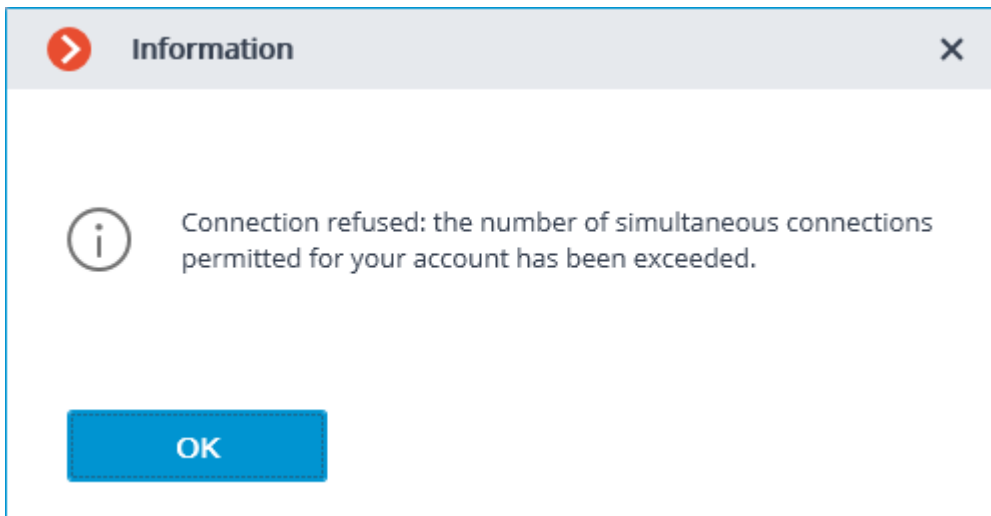 Information
Connection refused: the number of simultaneous connections
permitted for your account has been exceeded.
OK